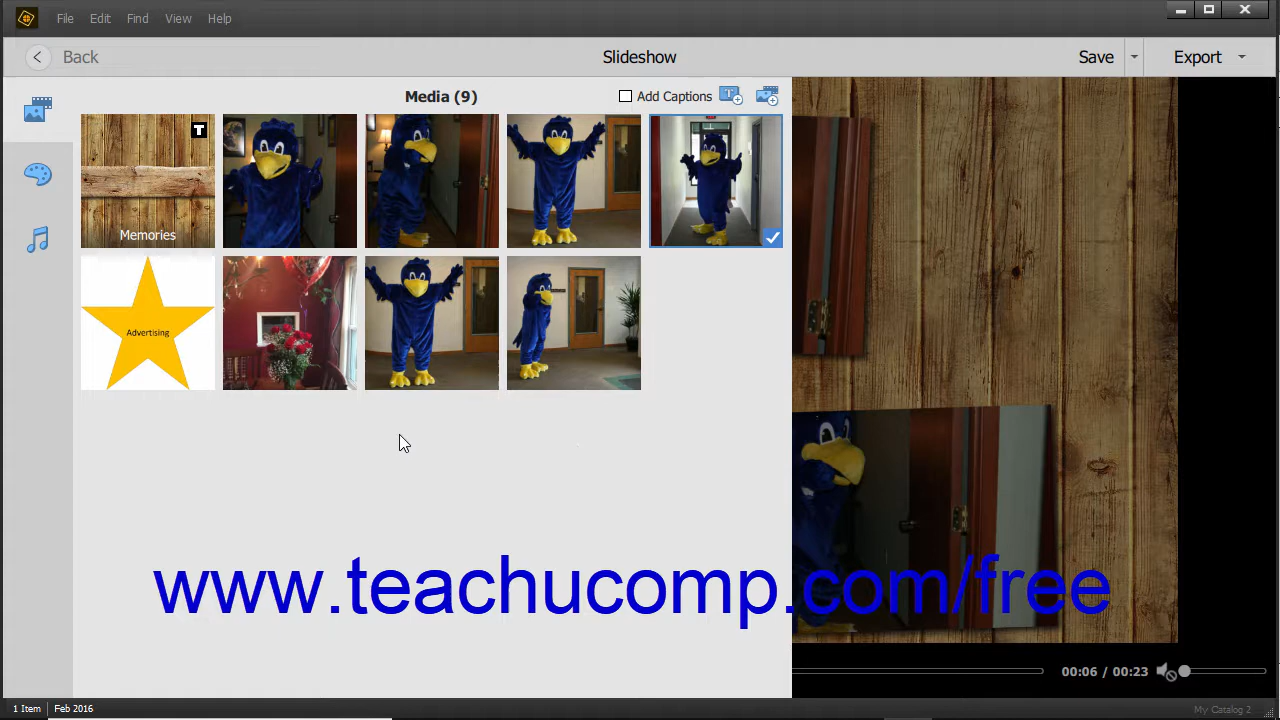 File Edit Find View Help
Back Slideshow Save Export
Media (9) Add Captions T
T
Memories
Advertising
www.teachucomp.com/free
00:06 / 00:23
1 Item Feb 2016 My Catalog 2